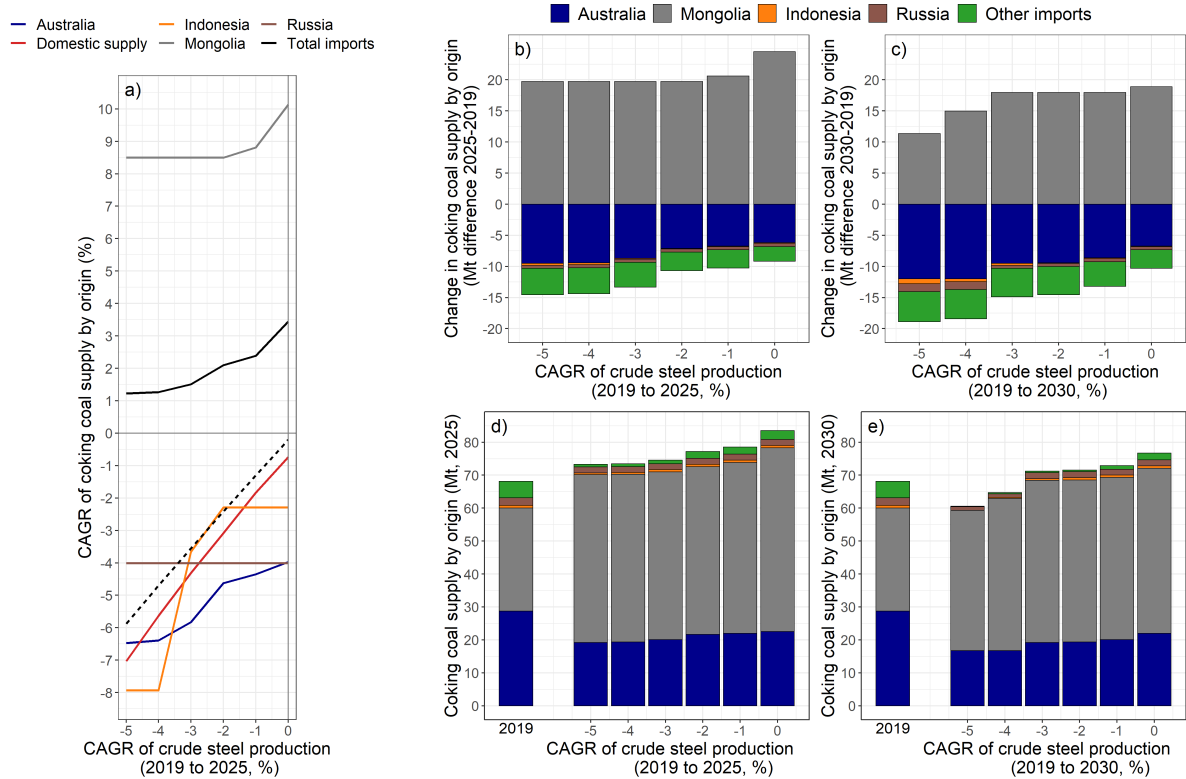 Australia Indonesia Russia
Domestic supply Mongolia Total imports
Australia Mongolia Indonesia Russia Other imports
a)
CAGR of coking coal supply by origin (%)
10
9
8
7
6
5
4
3
2
1
0
-1
-2
-3
-4
-5
-6
-7
-8
-5 -4 -3 -2 -1 0
CAGR of crude steel production
(2019 to 2025, %)
b)
Change in coking coal supply by origin
(Mt difference 2025-2019)
20
15
10
5
0
-5
-10
-15
-20
-5 -4 -3 -2 -1 0
CAGR of crude steel production
(2019 to 2025, %)
c)
Change in coking coal supply by origin
(Mt difference 2030-2019)
20
15
10
5
0
-5
-10
-15
-20
-5 -4 -3 -2 -1 0
CAGR of crude steel production
(2019 to 2030, %)
d)
Coking coal supply by origin (Mt, 2025)
80
70
60
50
40
30
20
10
0
2019 -5 -4 -3 -2 -1 0
CAGR of crude steel production
(2019 to 2025, %)
e)
Coking coal supply by origin (Mt, 2030)
80
70
60
50
40
30
20
10
0
2019 -5 -4 -3 -2 -1 0
CAGR of crude steel production
(2019 to 2030, %)